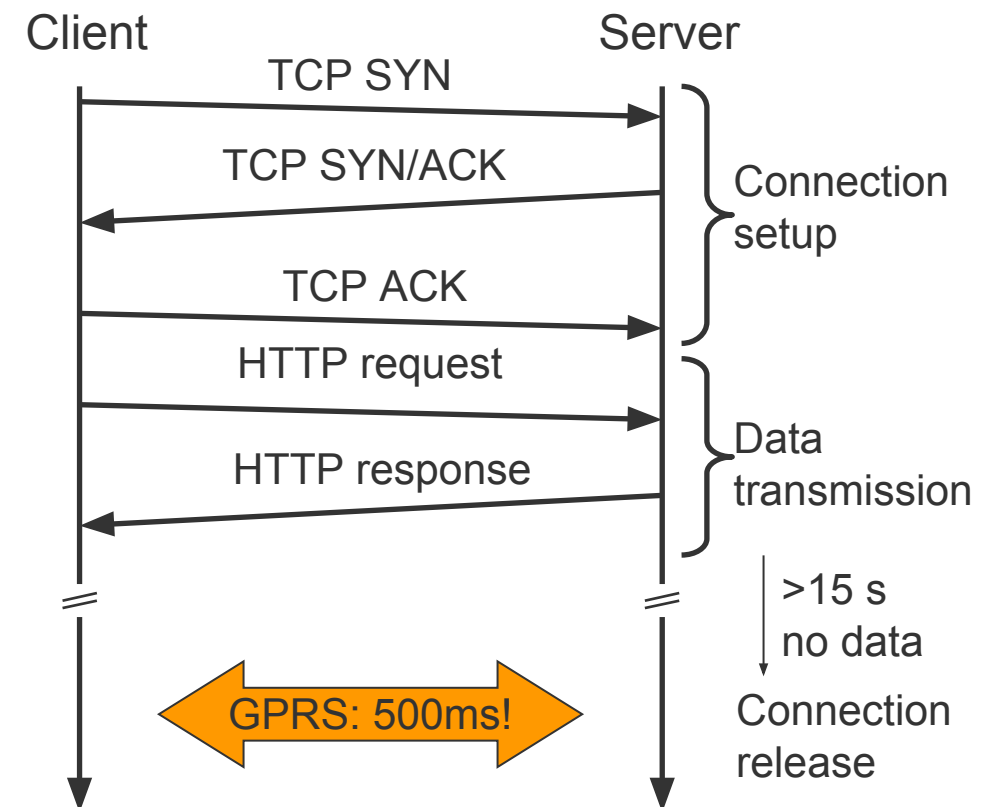 Client
Server
TCP SYN
TCP SYN/ACK
Connection
setup
TCP ACK
HTTP request
Data
transmission
HTTP response
>15 s
no data
GPRS: 500ms!
Connection
release